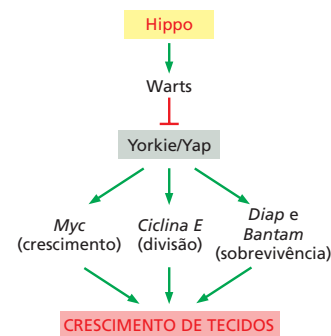 Hippo
Warts
Yorkie/Yap
Myc
(crescimento)
Ciclina E
(divisão)
Diap e
Bantam
(sobrevivência)
CRESCIMENTO DE TECIDOS